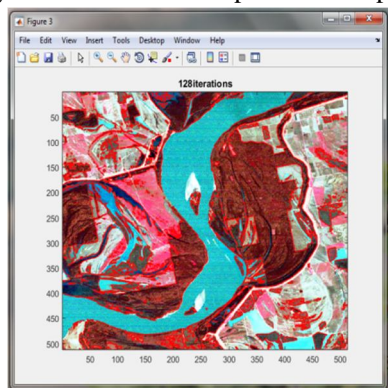 Figure 3
File Edit View Insert Tools Desktop Window Help
128iterations
50
100
150
200
250
300
350
400
450
500
50 100 150 200 250 300 350 400 450 500